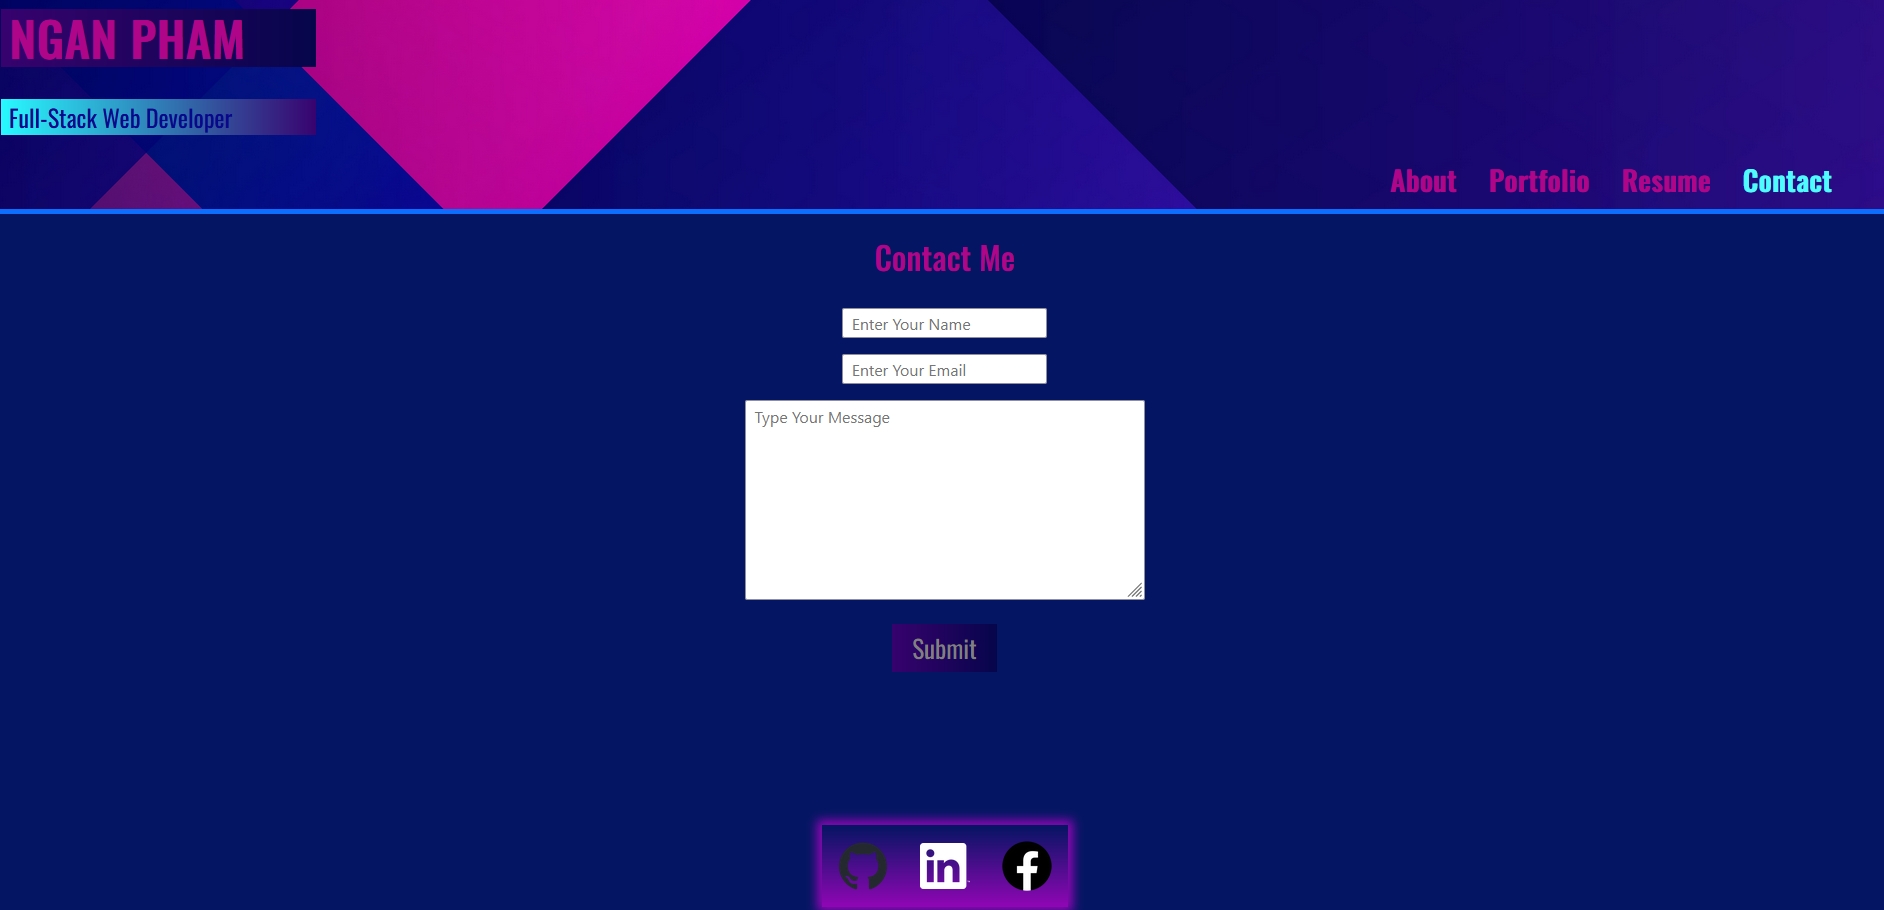 NGAN PHAM
Full-Stack Web Developer
About Portfolio Resume Contact
Contact Me
Enter Your Name
Enter Your Email
Type Your Message
Submit
in